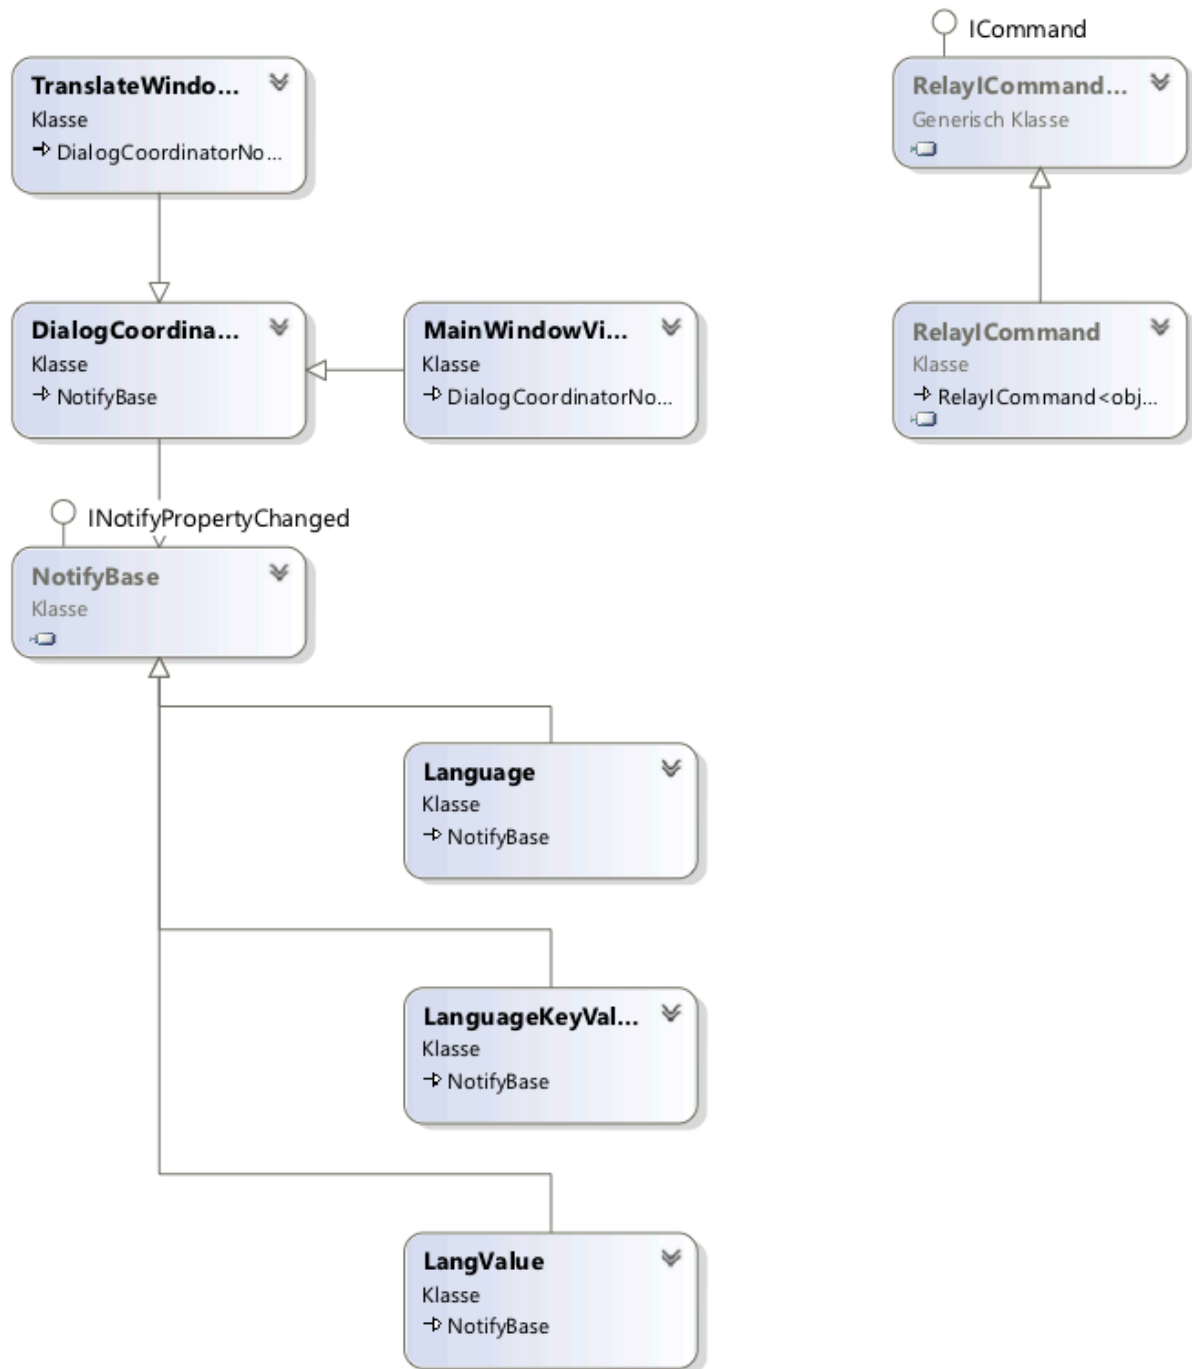 ICommand
TranslateWindo...
Klasse
DialogCoordinatorNo...
RelayICommand...
Generisch Klasse
DialogCoordina...
Klasse
NotifyBase
MainWindowVi...
Klasse
DialogCoordinatorNo...
RelayICommand
Klasse
RelayICommand<obj...
INotifyPropertyChanged
NotifyBase
Klasse
Language
Klasse
NotifyBase
LanguageKeyVal...
Klasse
NotifyBase
LangValue
Klasse
NotifyBase